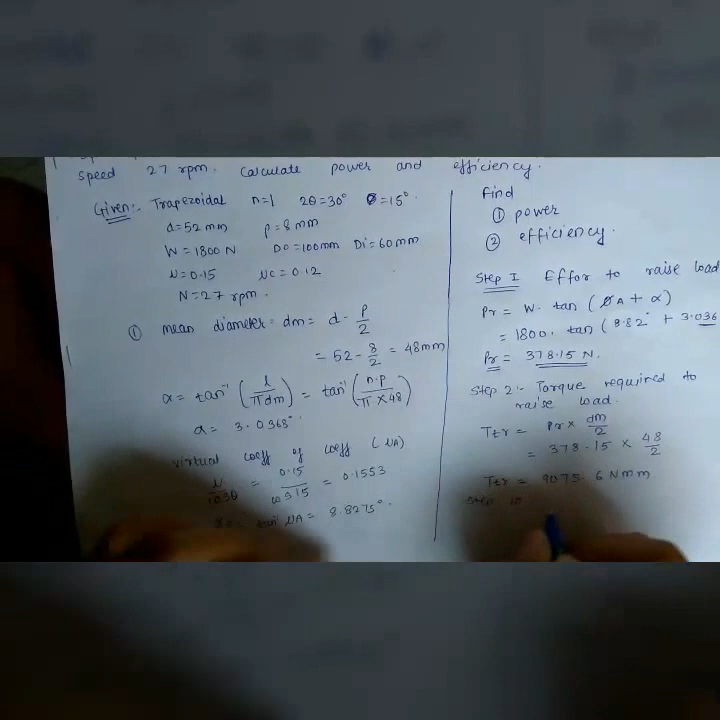 speed 27 rpm. Calculate power and efficiency.
Given:- Trapezoidal n=1 2θ=30° θ=15°.
d=52 mm p=8 mm
W=1800 N Do=100mm Di=60mm
μ=0.15 μc=0.12
N=27 rpm.
① mean diameter= dm= d - p/2
= 52 - 8/2 = 48mm
α = tan⁻¹ (l/πdm) = tan⁻¹ (n.p/π×48)
α = 3.0368°
virtual coeff of coeff (μA)
μ/cosθ = 0.15/cos15 = 0.1553
tan⁻¹ μA = 8.8275°.
Find
① power
② efficiency.
Step I Effor to raise load
Pr = W. tan (ØA + α)
= 1800. tan (8.82° + 3.036
Pr = 378.15 N.
Step 2:- Torque required to
raise load.
Ttr = Pr × dm/2
= 378.15 × 48/2
Ttr = 9075.6 Nmm
Step